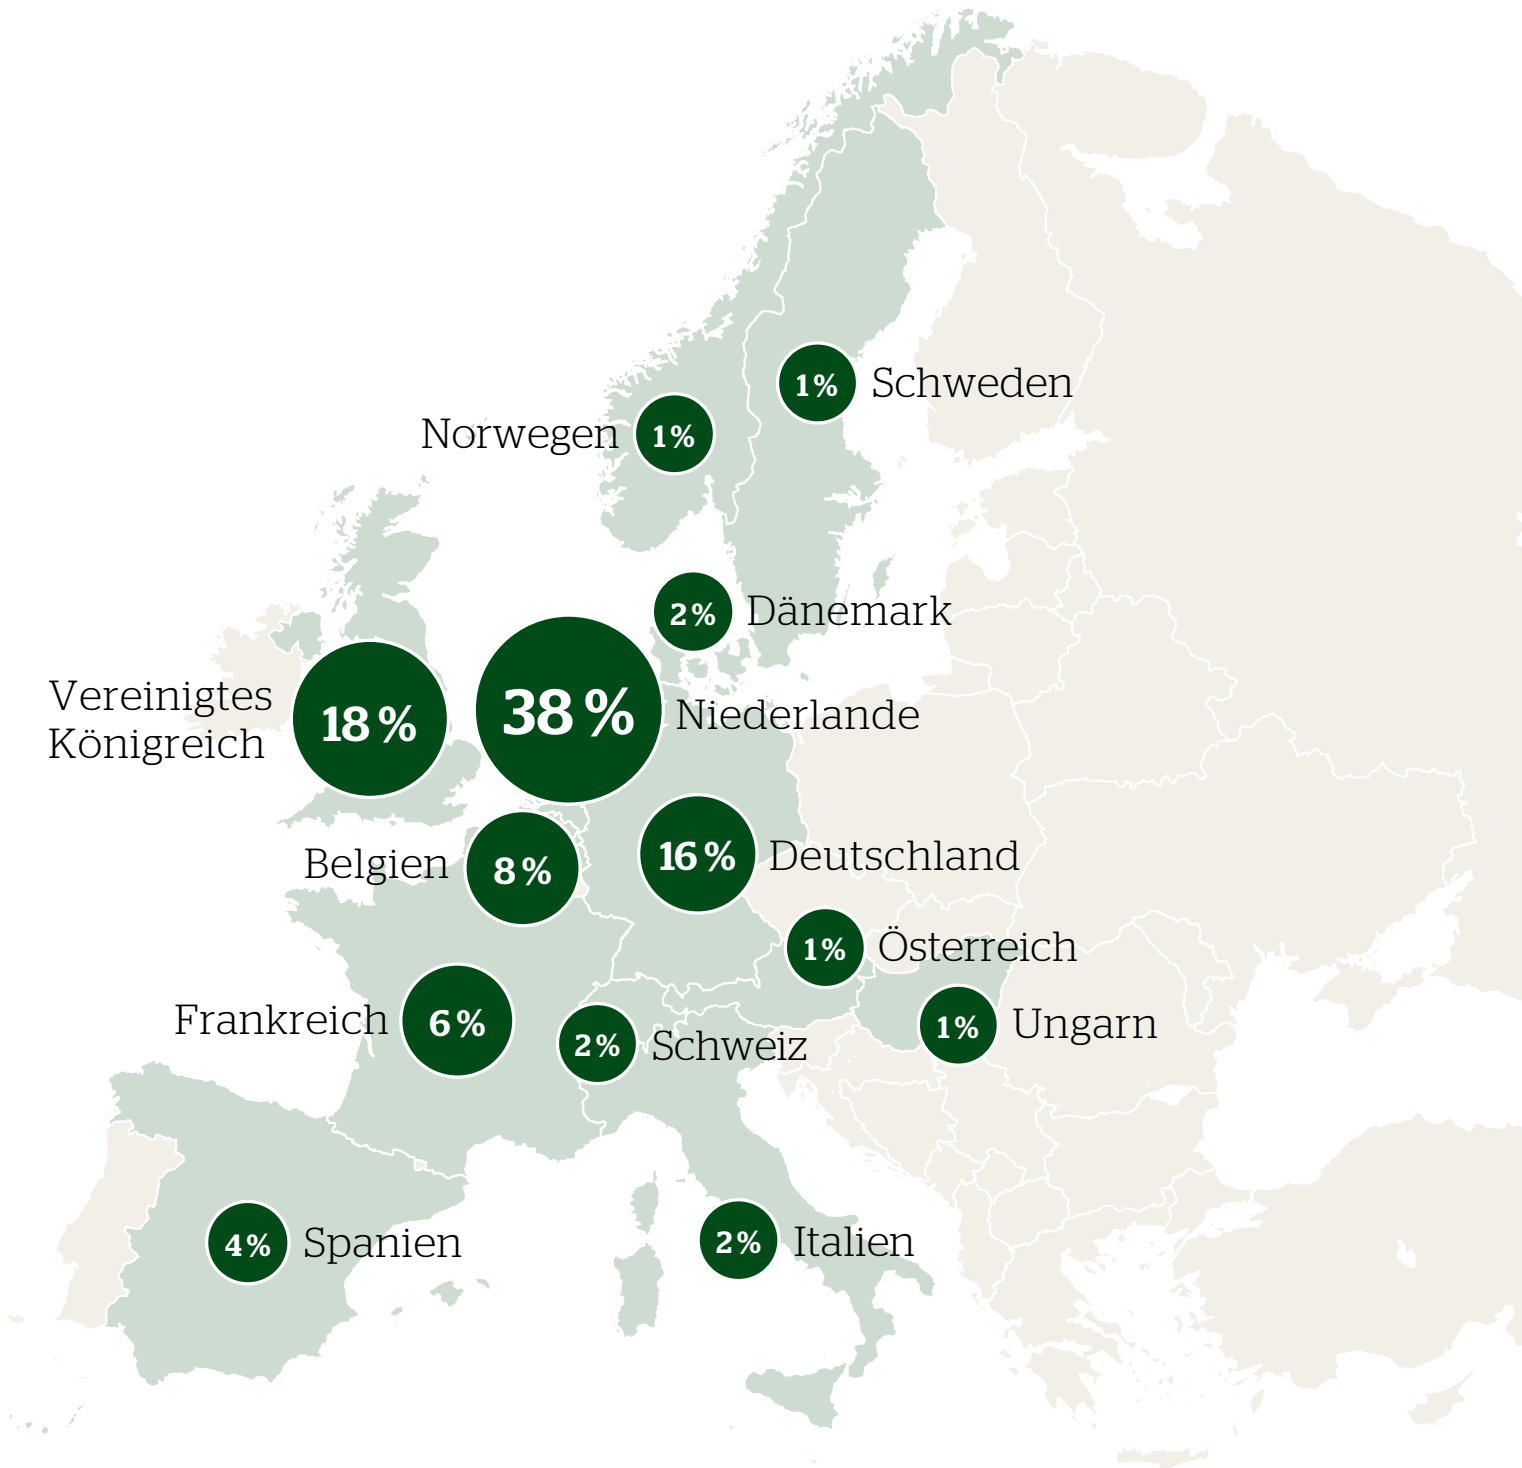 1 %
Schweden
Norwegen
1 %
2 %
Dänemark
Vereinigtes
Königreich
18 %
38 %
Niederlande
Belgien
8 %
16 %
Deutschland
1 %
Österreich
Frankreich
6 %
2 %
Schweiz
1 %
Ungarn
4 %
Spanien
2 %
Italien